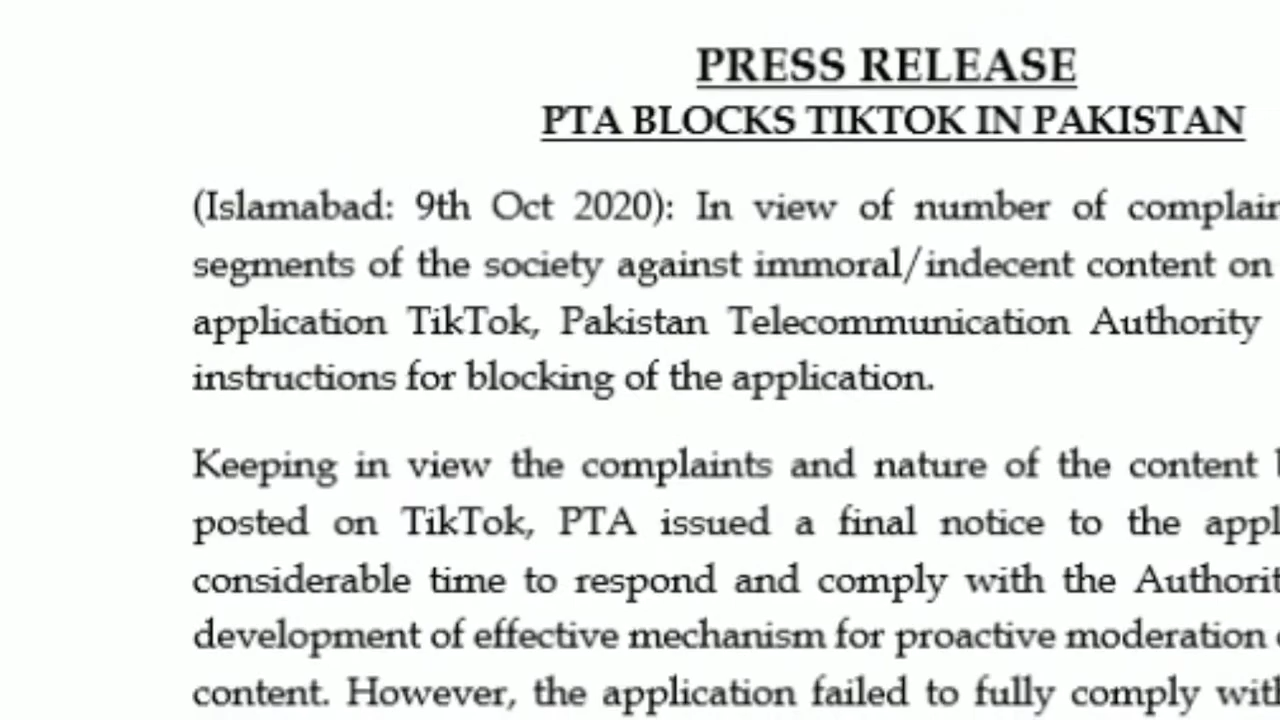 PRESS RELEASE
PTA BLOCKS TIKTOK IN PAKISTAN
(Islamabad: 9th Oct 2020): In view of number of
segments of the society against immoral/indecent content on
application TikTok, Pakistan Telecommunication Authority
instructions for blocking of the application.
Keeping in view the complaints and nature of the content
posted on TikTok, PTA issued a final notice to the
considerable time to respond and comply with the
development of effective mechanism for proactive moderation
content. However, the application failed to fully comply